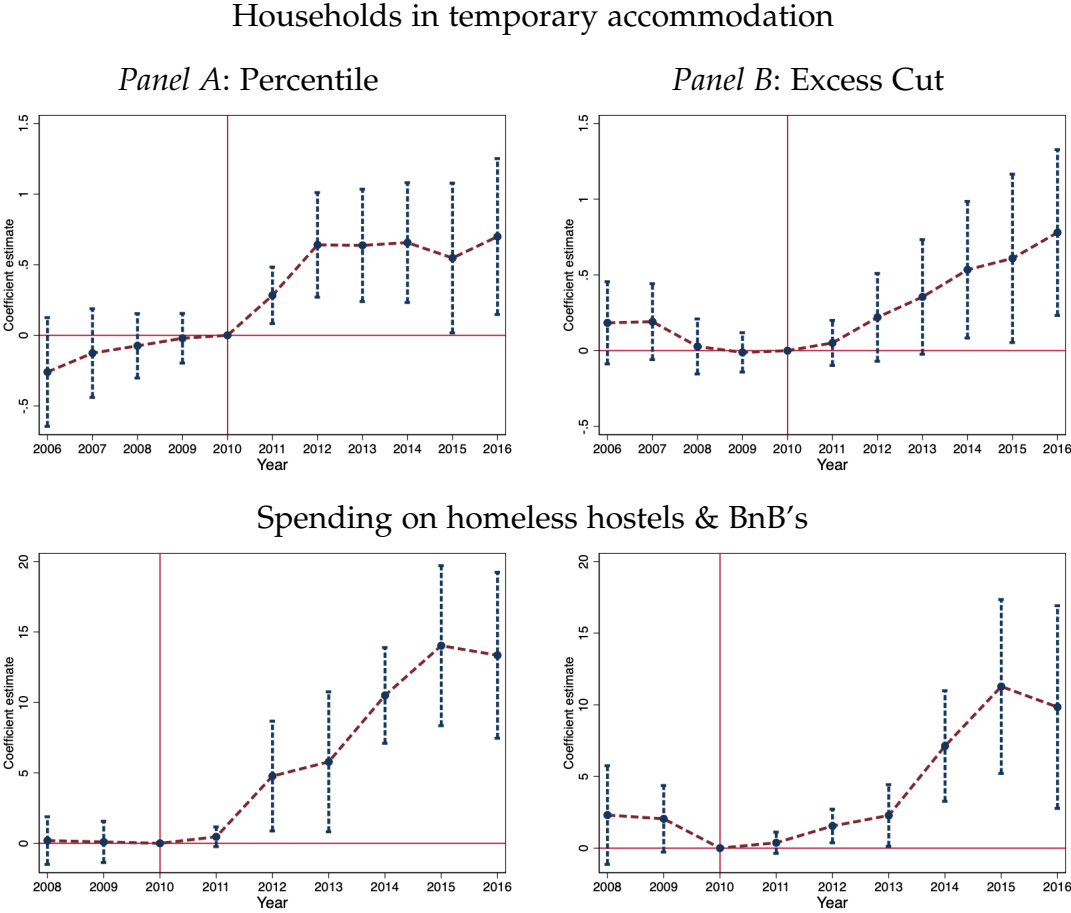 Households in temporary accommodation
Panel A: Percentile
Panel B: Excess Cut
Coefficient estimate
1.5
1
.5
0
-.5
2006 2007 2008 2009 2010 2011 2012 2013 2014 2015 2016
Year
Coefficient estimate
1.5
1
.5
0
-.5
2006 2007 2008 2009 2010 2011 2012 2013 2014 2015 2016
Year
Spending on homeless hostels & BnB's
Coefficient estimate
20
15
10
5
0
2008 2009 2010 2011 2012 2013 2014 2015 2016
Year
Coefficient estimate
20
15
10
5
0
2008 2009 2010 2011 2012 2013 2014 2015 2016
Year